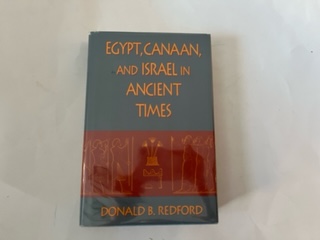 EGYPT, CANAAN,
AND ISRAEL IN
ANCIENT
TIMES
DONALD B. REDFORD